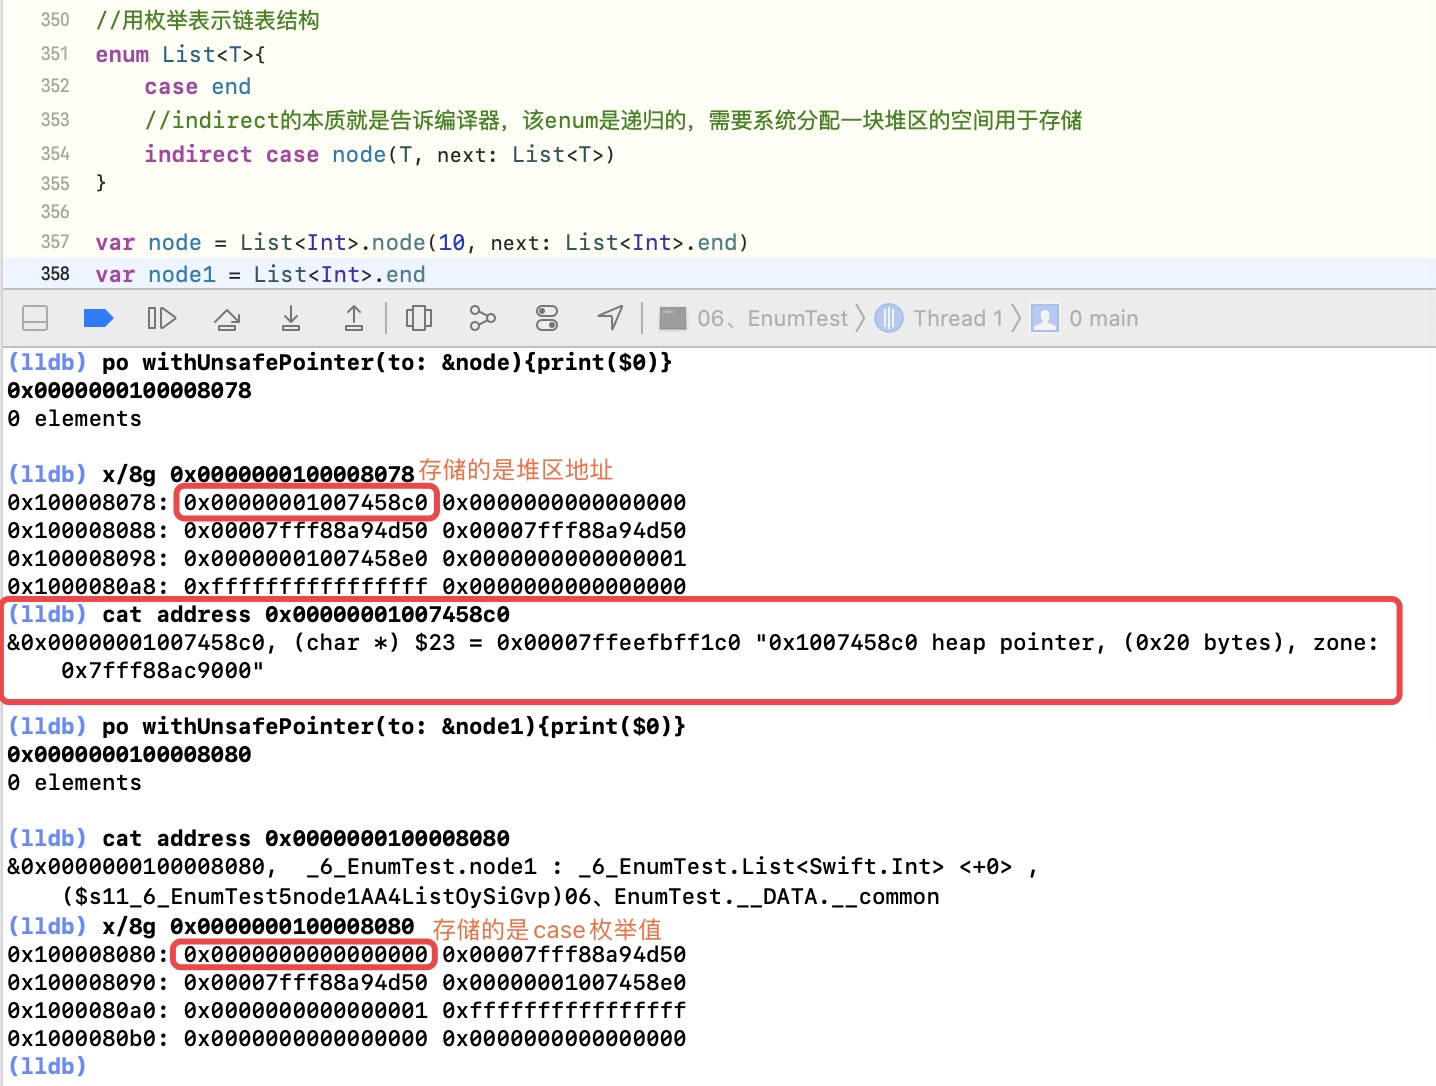 350 //用枚举表示链表结构
351 enum List<T>{
352 case end
353 //indirect的本质就是告诉编译器，该enum是递归的，需要系统分配一块堆区的空间用于存储
354 indirect case node(T, next: List<T>)
355 }
356
357 var node = List<Int>.node(10, next: List<Int>.end)
358 var node1 = List<Int>.end
06、EnumTest Thread 1 0 main
(lldb) po withUnsafePointer(to: &node){print($0)}
0x0000000100008078
0 elements
(lldb) x/8g 0x0000000100008078 存储的是堆区地址
0x100008078: 0x00000001007458c0 0x0000000000000000
0x100008088: 0x00007fff88a94d50 0x00007fff88a94d50
0x100008098: 0x00000001007458e0 0x0000000000000001
0x1000080a8: 0xffffffffffffffff 0x0000000000000000
(lldb) cat address 0x00000001007458c0
&0x00000001007458c0, (char *) $23 = 0x00007ffeefbff1c0 "0x1007458c0 heap pointer, (0x20 bytes), zone:
0x7fff88ac9000"
(lldb) po withUnsafePointer(to: &node1){print($0)}
0x0000000100008080
0 elements
(lldb) cat address 0x0000000100008080
&0x0000000100008080, _6_EnumTest.node1 : _6_EnumTest.List<Swift.Int> <+0> ,
($s11_6_EnumTest5node1AA4ListOySiGvp)06、EnumTest.__DATA.__common
(lldb) x/8g 0x0000000100008080 存储的是case枚举值
0x100008080: 0x0000000000000000 0x00007fff88a94d50
0x100008090: 0x00007fff88a94d50 0x00000001007458e0
0x1000080a0: 0x0000000000000001 0xffffffffffffffff
0x1000080b0: 0x0000000000000000 0x0000000000000000
(lldb)